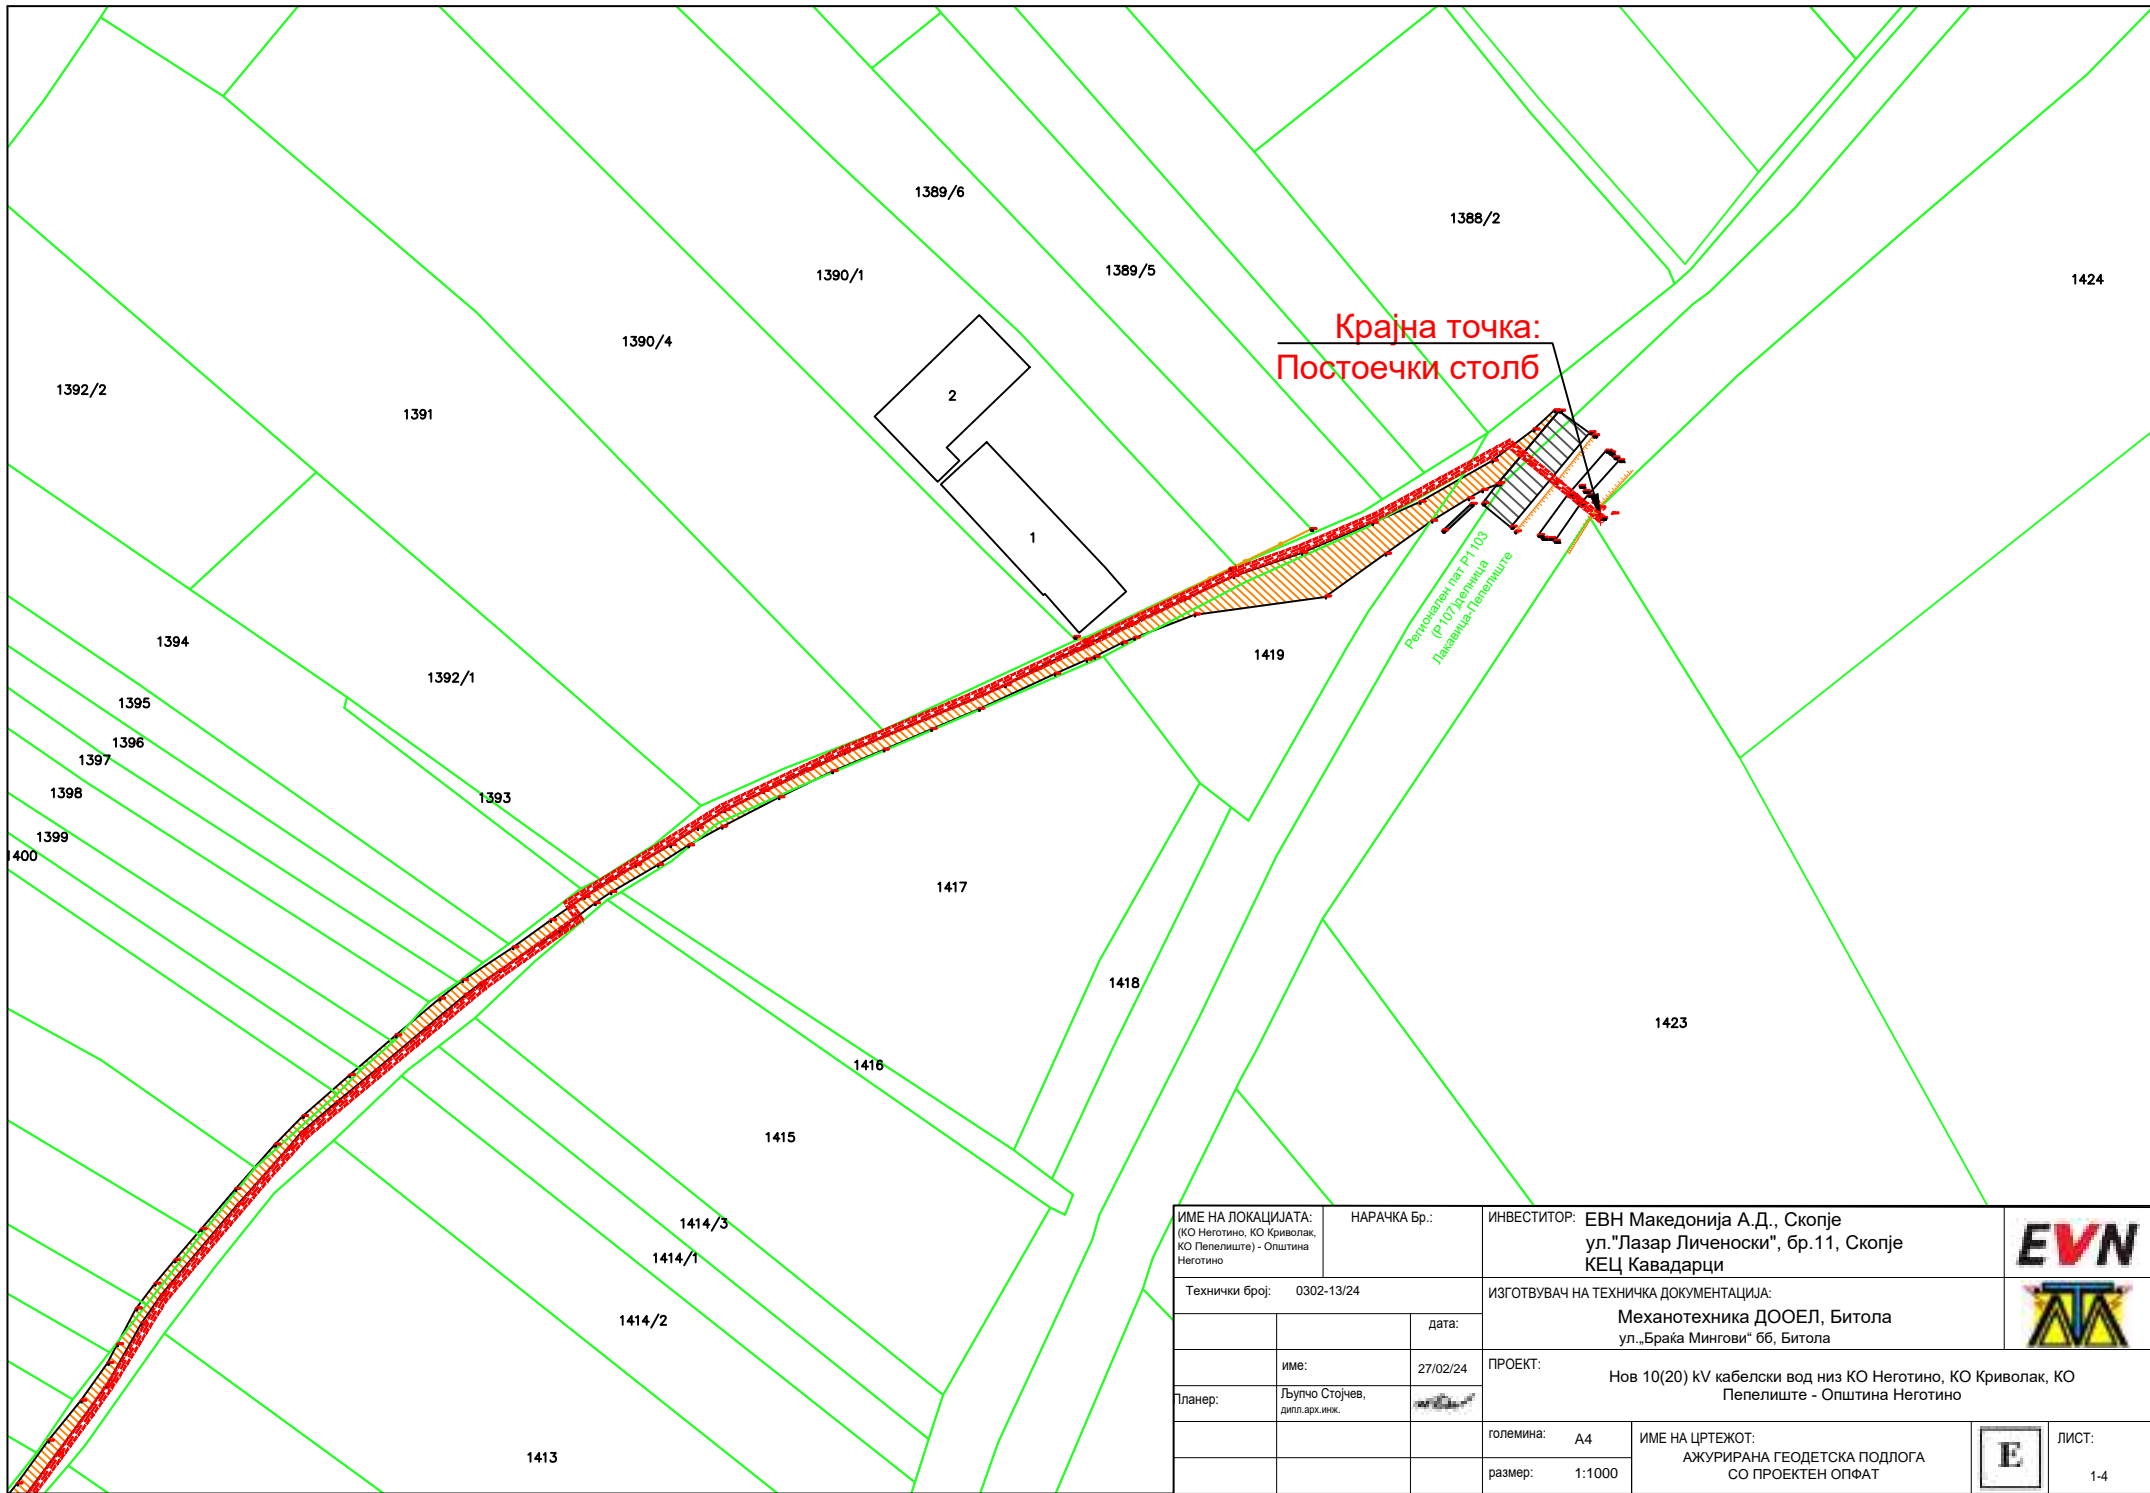 1389/6
1388/2
1390/1
1389/5
1424
1390/4
Крајна точка:
Постоечки столб
1392/2
1391
2
1
Регионален пат Р1103
(Р107)делница
Лакавица-Пепелиште
1394
1419
1392/1
1395
1396
1397
1398
1393
1399
1400
1417
1418
1423
1416
1415
1414/3
1414/1
1414/2
1413
ИМЕ НА ЛОКАЦИЈАТА:
(КО Неготино, КО Криволак,
КО Пепелиште) - Општина
Неготино
НАРАЧКА Бр.:
ИНВЕСТИТОР: ЕВН Македонија А.Д., Скопје
ул."Лазар Личеноски", бр.11, Скопје
КЕЦ Кавадарци
EVN
Технички број: 0302-13/24
ИЗГОТВУВАЧ НА ТЕХНИЧКА ДОКУМЕНТАЦИЈА:
Механотехника ДООЕЛ, Битола
ул.„Браќа Мингови“ бб, Битола
дата:
име:
27/02/24
ПРОЕКТ:
Нов 10(20) kV кабелски вод низ КО Неготино, КО Криволак, КО
Пепелиште - Општина Неготино
Планер:
Љупчо Стојчев,
дипл.арх.инж.
големина: А4
размер: 1:1000
ИМЕ НА ЦРТЕЖОТ:
АЖУРИРАНА ГЕОДЕТСКА ПОДЛОГА
СО ПРОЕКТЕН ОПФАТ
Е
ЛИСТ:
1-4